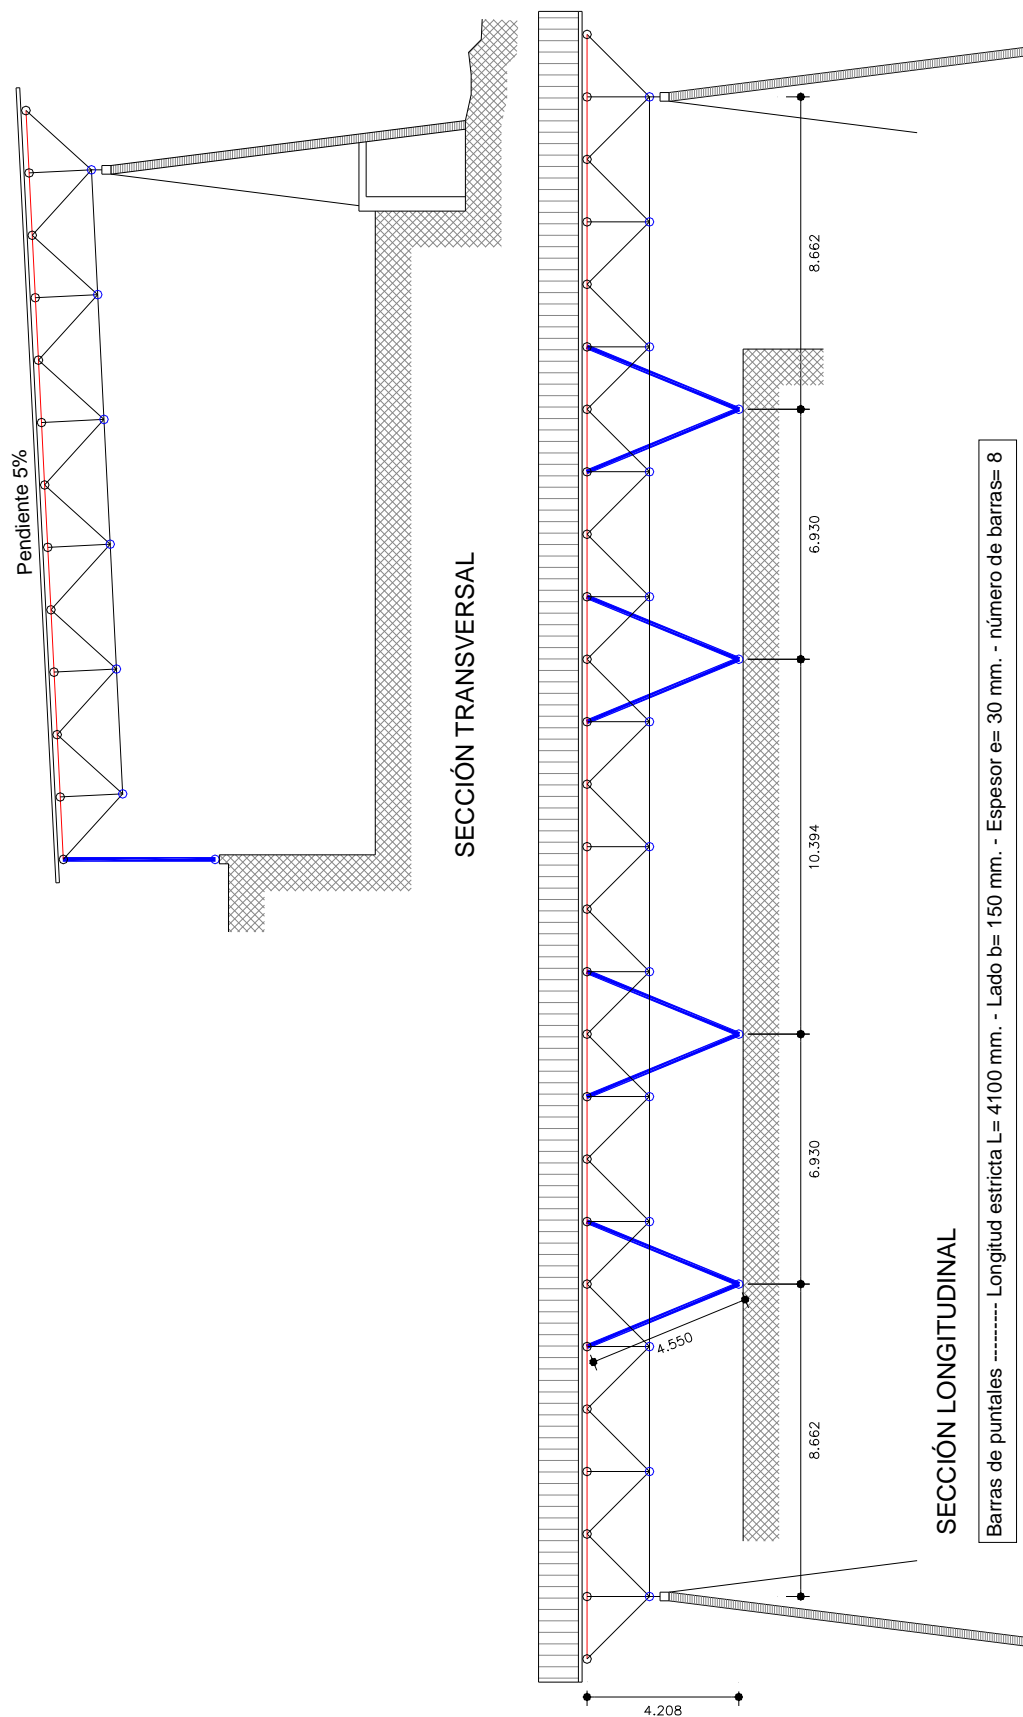 Pendiente 5%
SECCIÓN TRANSVERSAL
8.662
6.930
10.394
6.930
8.662
4.550
4.208
SECCIÓN LONGITUDINAL
Barras de puntales --------- Longitud estricta L= 4100 mm. - Lado b= 150 mm. - Espesor e= 30 mm. - número de barras= 8